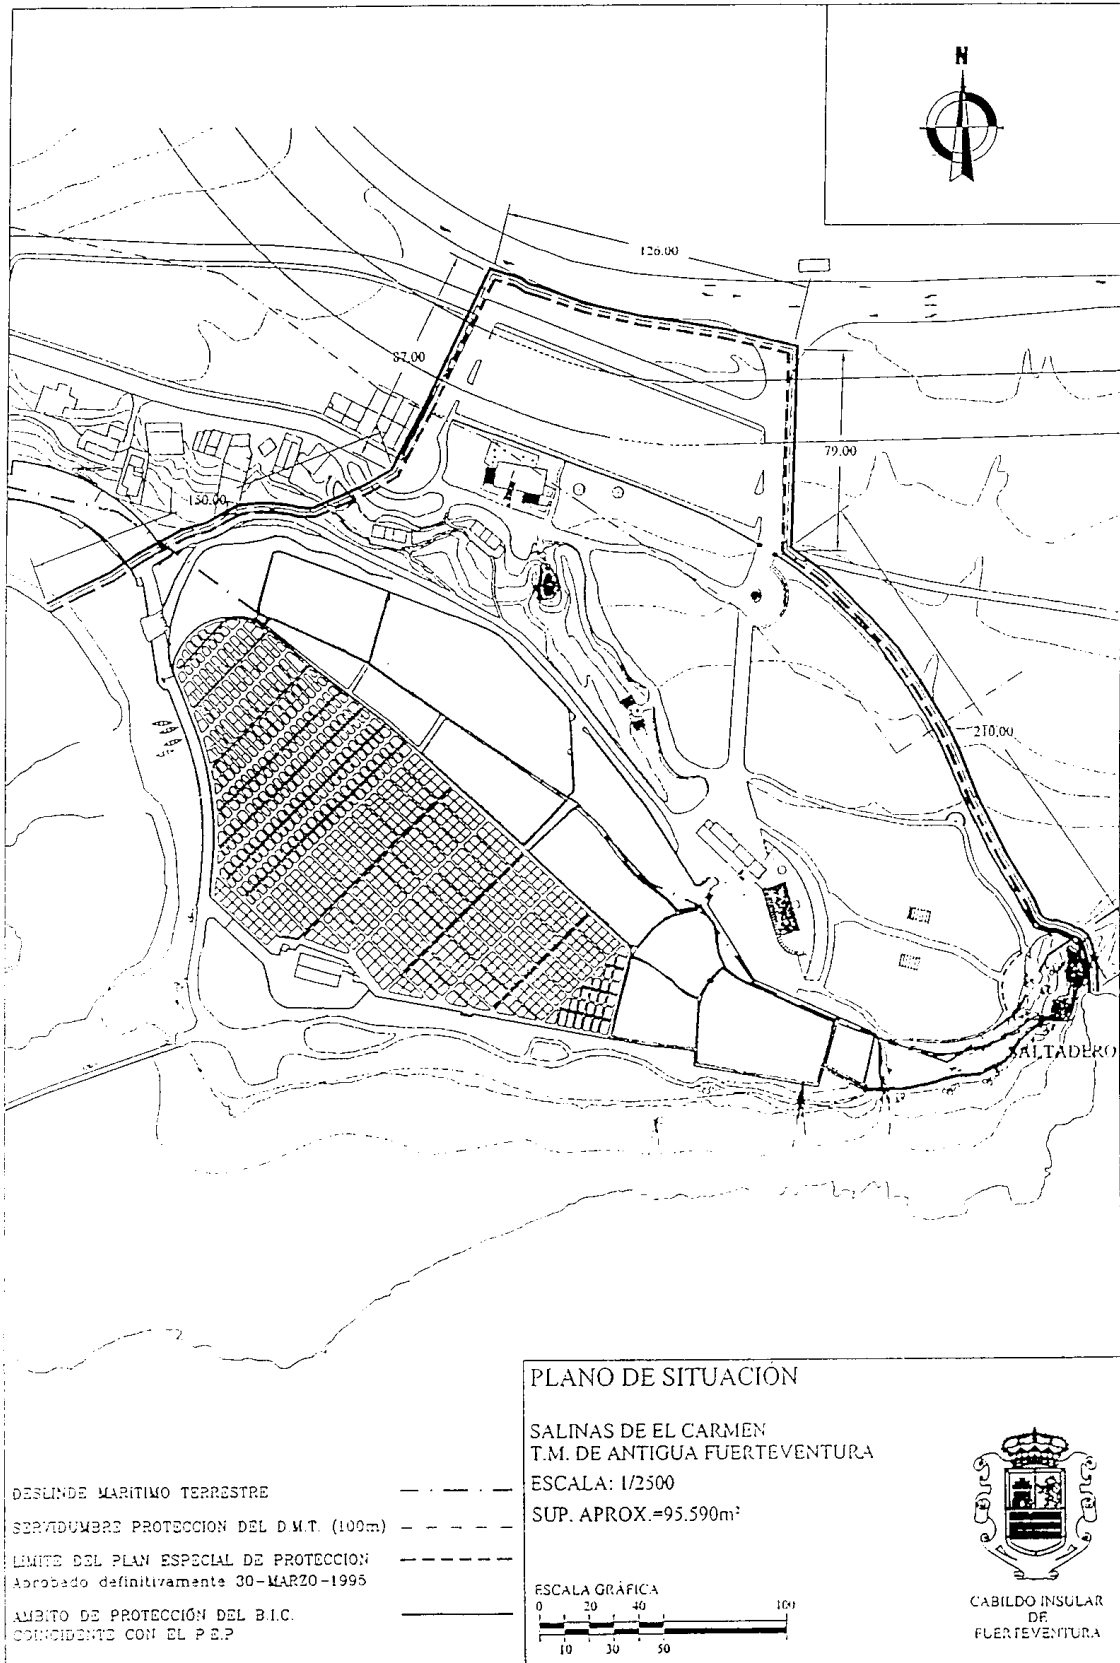 N
126.00
87.00
79.00
150.00
210.00
SALTADERO
PLANO DE SITUACIÓN
SALINAS DE EL CARMEN
T.M. DE ANTIGUA FUERTEVENTURA
ESCALA: 1/2500
SUP. APROX.=95.590m²
DESLINDE MARITIMO TERRESTRE
SERVIDUMBRE PROTECCION DEL D.M.T. (100m)
LIMITE DEL PLAN ESPECIAL DE PROTECCION
Aprobado definitivamente 30-MARZO-1995
AMBITO DE PROTECCIÓN DEL B.I.C.
COINCIDENTE CON EL P.E.P
ESCALA GRÁFICA
0 20 40 100
10 30 50
CABILDO INSULAR
DE
FUERTEVENTURA